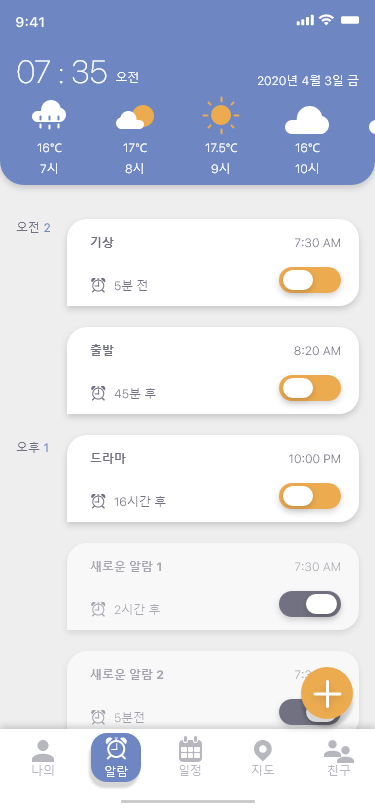 9:41
07 : 35 오전
2020년 4월 3일 금
16℃ 17℃ 17.5℃ 16℃
7시 8시 9시 10시
오전 2
기상 7:30 AM
5분 전
출발 8:20 AM
45분 후
오후 1
드라마 10:00 PM
16시간 후
새로운 알람 1 7:30 AM
2시간 후
새로운 알람 2
5분전
나의 알람 일정 지도 친구